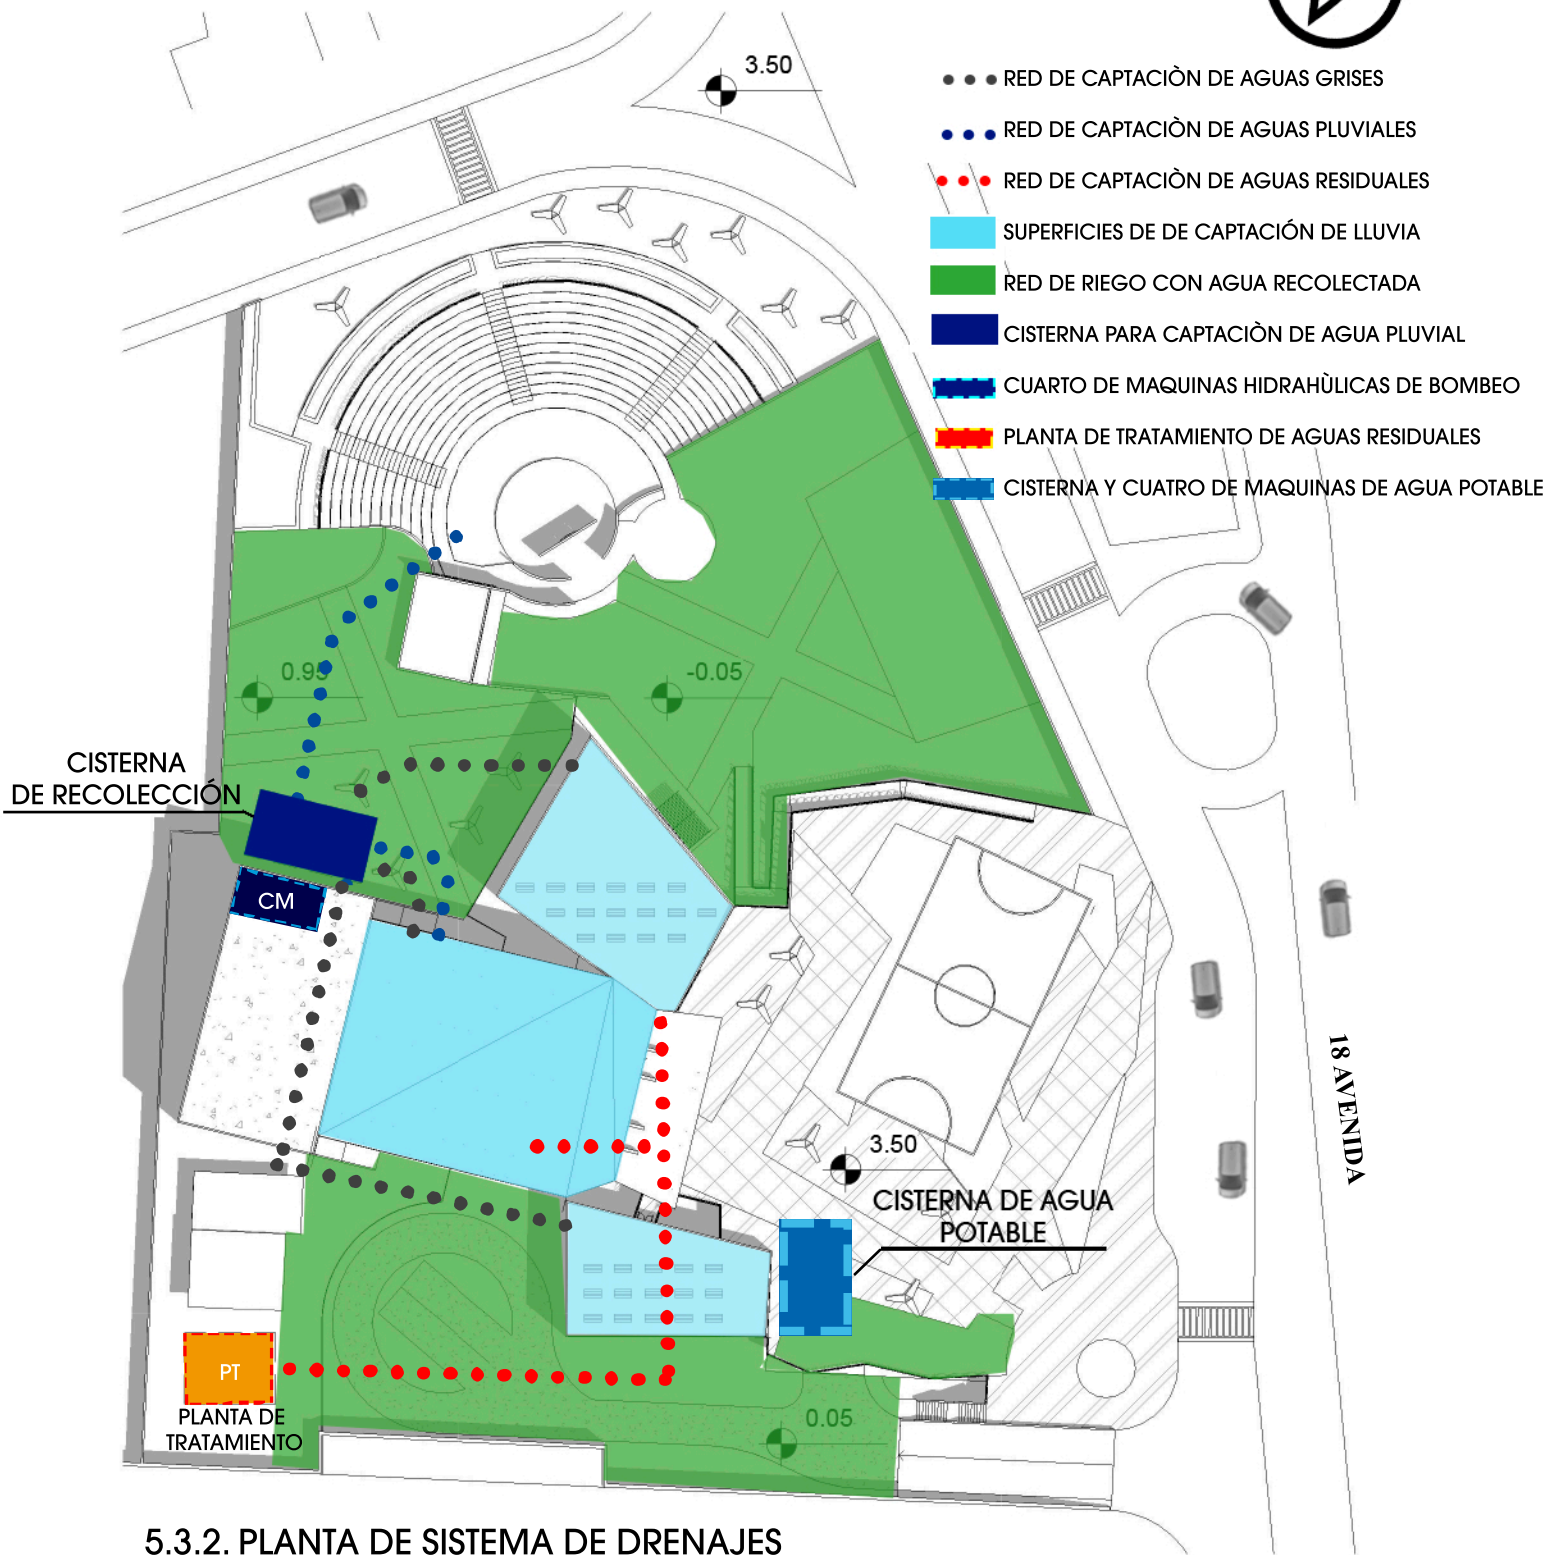 3.50
RED DE CAPTACIÒN DE AGUAS GRISES
RED DE CAPTACIÒN DE AGUAS PLUVIALES
RED DE CAPTACIÒN DE AGUAS RESIDUALES
SUPERFICIES DE DE CAPTACIÓN DE LLUVIA
RED DE RIEGO CON AGUA RECOLECTADA
CISTERNA PARA CAPTACIÒN DE AGUA PLUVIAL
CUARTO DE MAQUINAS HIDRAHÙLICAS DE BOMBEO
PLANTA DE TRATAMIENTO DE AGUAS RESIDUALES
CISTERNA Y CUATRO DE MAQUINAS DE AGUA POTABLE
0.95
-0.05
CISTERNA
DE RECOLECCIÓN
CM
18 AVENIDA
3.50
CISTERNA DE AGUA
POTABLE
PT
PLANTA DE
TRATAMIENTO
0.05
5.3.2. PLANTA DE SISTEMA DE DRENAJES